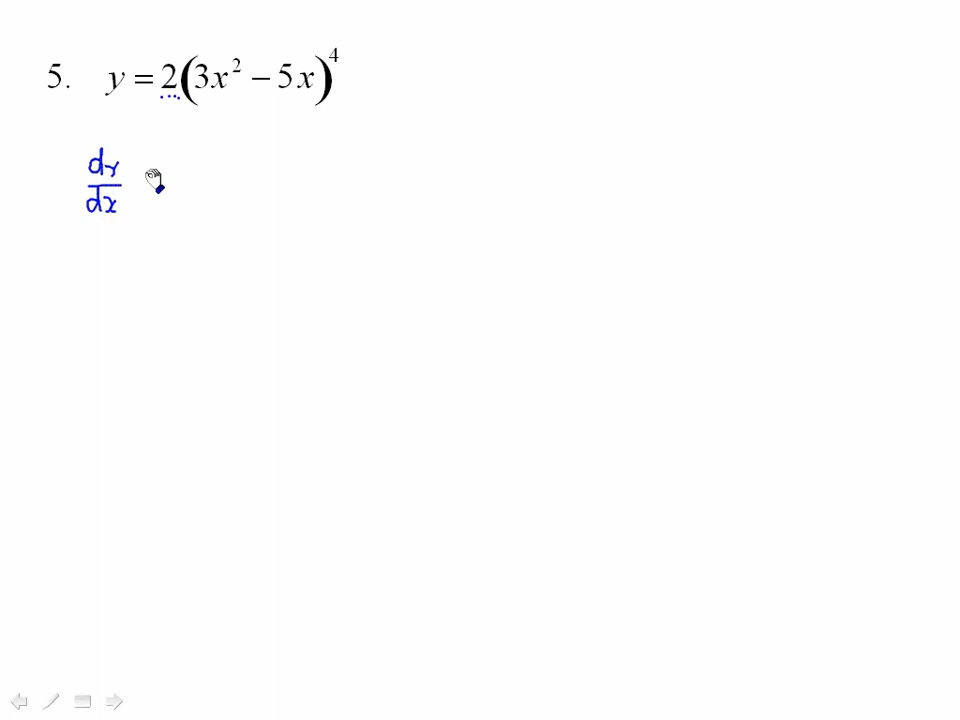 5. y = 2(3x² − 5x)⁴
dy
dx